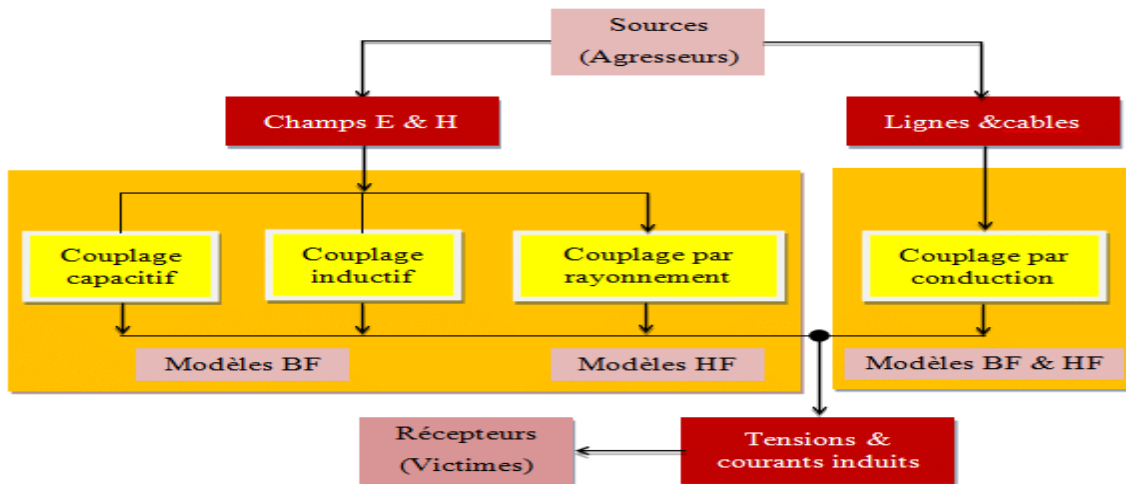 Sources
(Agresseurs)
Champs E & H
Lignes &cables
Couplage
capacitif
Couplage
inductif
Couplage par
rayonnement
Couplage par
conduction
Modèles BF
Modèles HF
Modèles BF & HF
Récepteurs
(Victimes)
Tensions &
courants induits